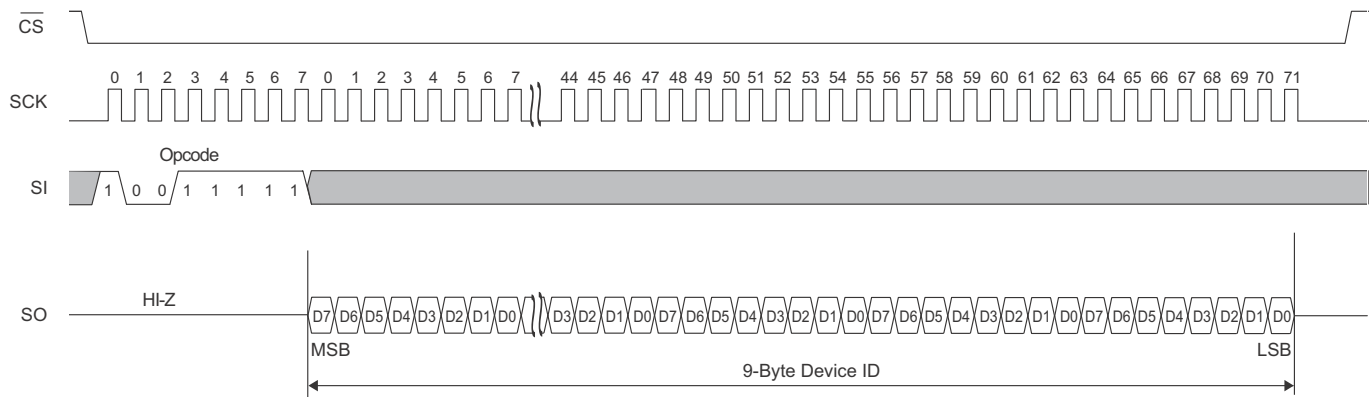 CS
0 1 2 3 4 5 6 7 0 1 2 3 4 5 6 7 44 45 46 47 48 49 50 51 52 53 54 55 56 57 58 59 60 61 62 63 64 65 66 67 68 69 70 71
SCK
Opcode
SI 1 0 0 1 1 1 1 1
HI-Z
SO D7 D6 D5 D4 D3 D2 D1 D0 D3 D2 D1 D0 D7 D6 D5 D4 D3 D2 D1 D0 D7 D6 D5 D4 D3 D2 D1 D0 D7 D6 D5 D4 D3 D2 D1 D0
MSB LSB
9-Byte Device ID